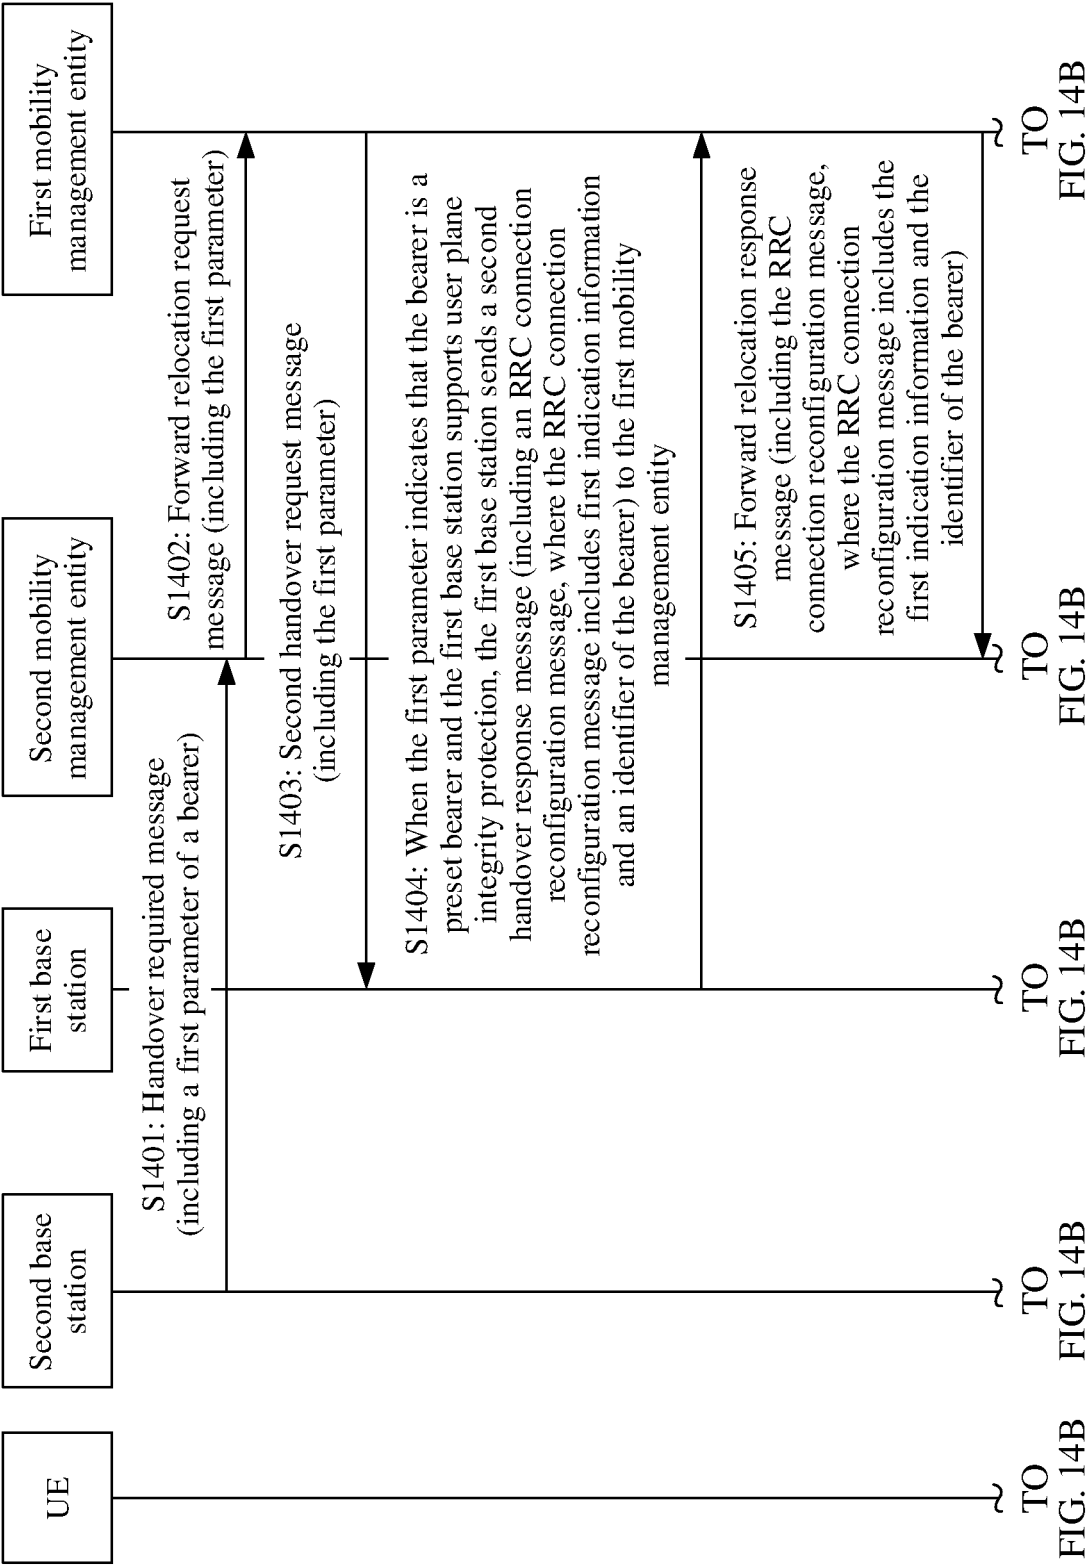 UE
Second base
station
First base
station
Second mobility
management entity
First mobility
management entity
S1401: Handover required message
(including a first parameter of a bearer)
S1402: Forward relocation request
message (including the first parameter)
S1403: Second handover request message
(including the first parameter)
S1404: When the first parameter indicates that the bearer is a
preset bearer and the first base station supports user plane
integrity protection, the first base station sends a second
handover response message (including an RRC connection
reconfiguration message, where the RRC connection
reconfiguration message includes first indication information
and an identifier of the bearer) to the first mobility
management entity
S1405: Forward relocation response
message (including the RRC
connection reconfiguration message,
where the RRC connection
reconfiguration message includes the
first indication information and the
identifier of the bearer)
TO
FIG. 14B
TO
FIG. 14B
TO
FIG. 14B
TO
FIG. 14B
TO
FIG. 14B